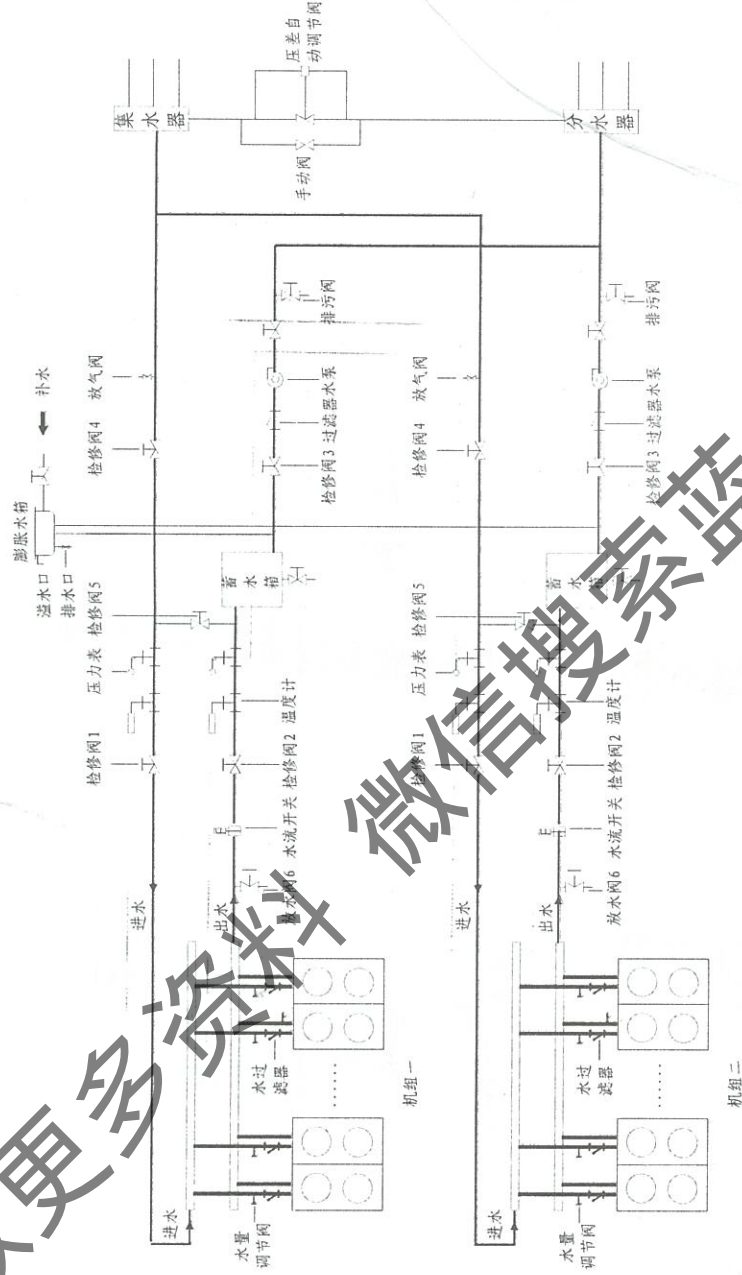 膨胀水箱
溢水口
排水口
补水
检修阀1
压力表
检修阀5
检修阀4
放气阀
集水器
压差自
动调节阀
手动阀
进水
进水
出水
放水阀6
水流开关
检修阀2
温度计
蓄水箱
检修阀3
过滤器
水泵
排污阀
水量
调节阀
水过
滤器
……
机组一
检修阀1
压力表
检修阀5
检修阀4
放气阀
分水器
进水
进水
出水
放水阀6
水流开关
检修阀2
温度计
蓄水箱
检修阀3
过滤器
水泵
排污阀
水量
调节阀
水过
滤器
……
机组二
更多资料 微信搜索蓝